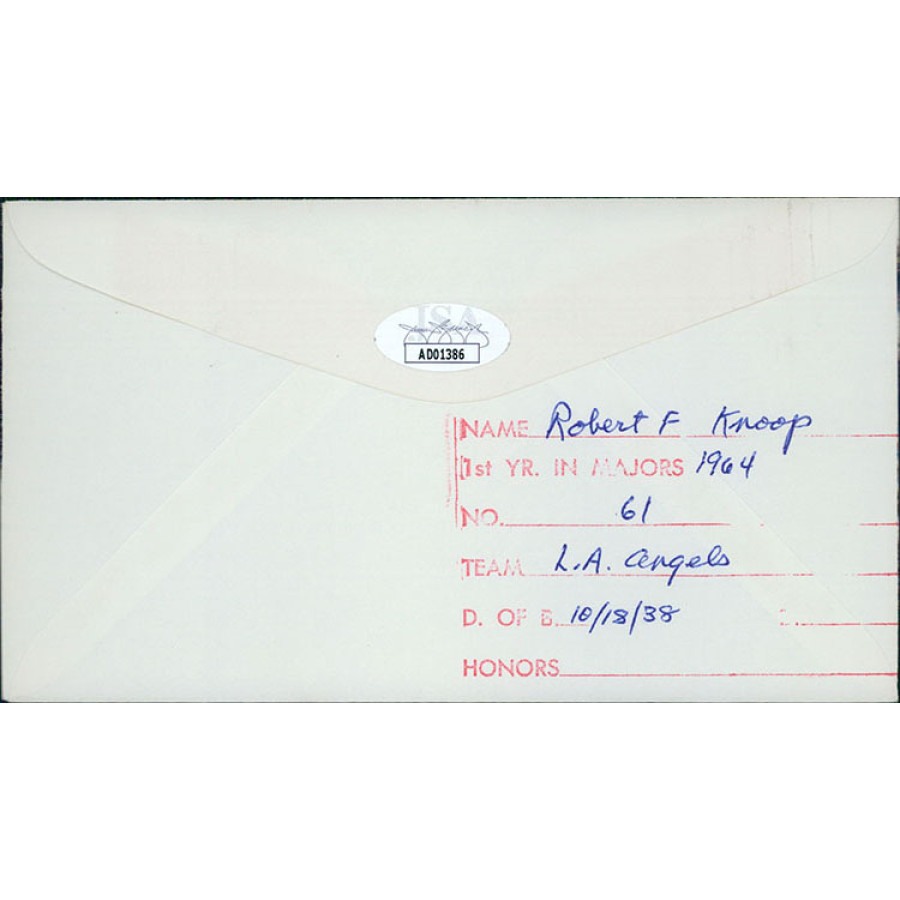 JSA
AD01386
NAME Robert F Knoop
1st YR. IN MAJORS 1964
NO. 61
TEAM L.A. Angels
D. OF B. 10/18/38
HONORS